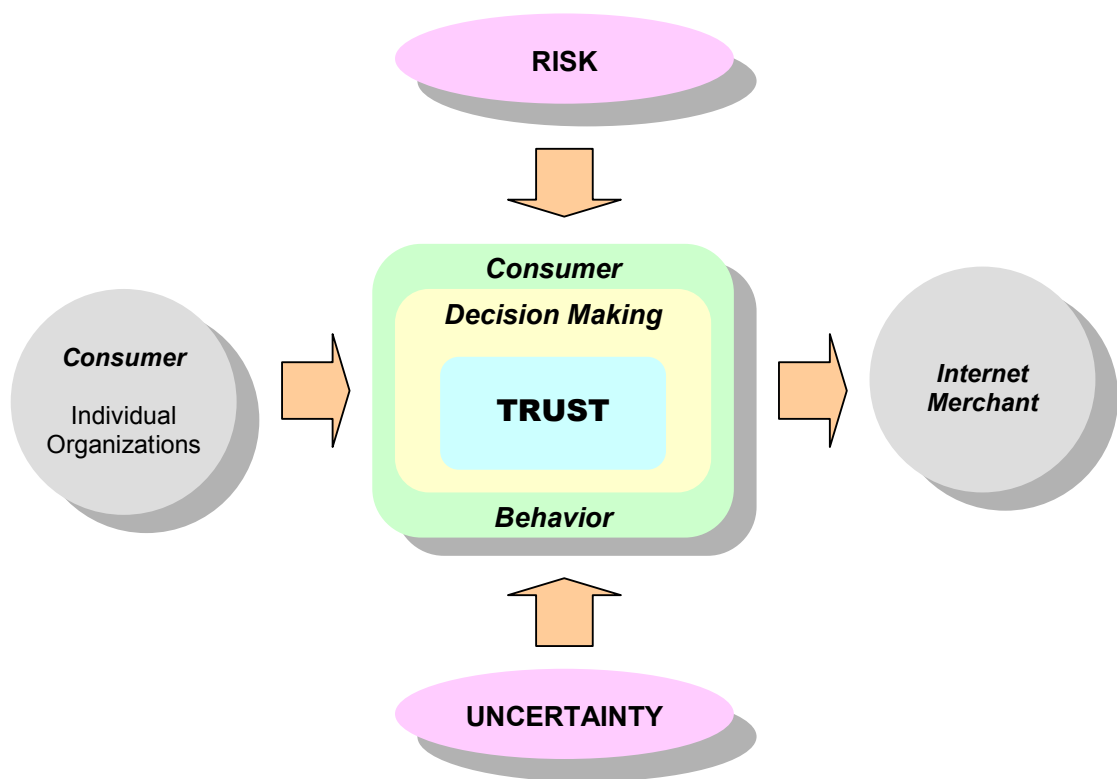 RISK
Consumer
Decision Making
TRUST
Behavior
Consumer
Individual
Organizations
Internet
Merchant
UNCERTAINTY